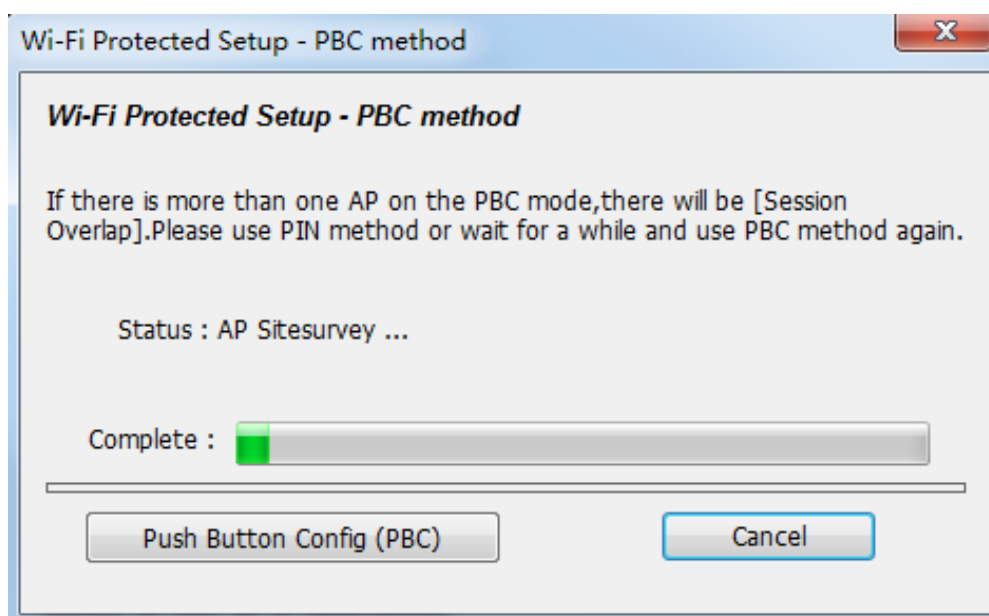 Wi-Fi Protected Setup - PBC method
Wi-Fi Protected Setup - PBC method
If there is more than one AP on the PBC mode,there will be [Session
Overlap].Please use PIN method or wait for a while and use PBC method again.
Status : AP Sitesurvey ...
Complete :
Push Button Config (PBC)
Cancel